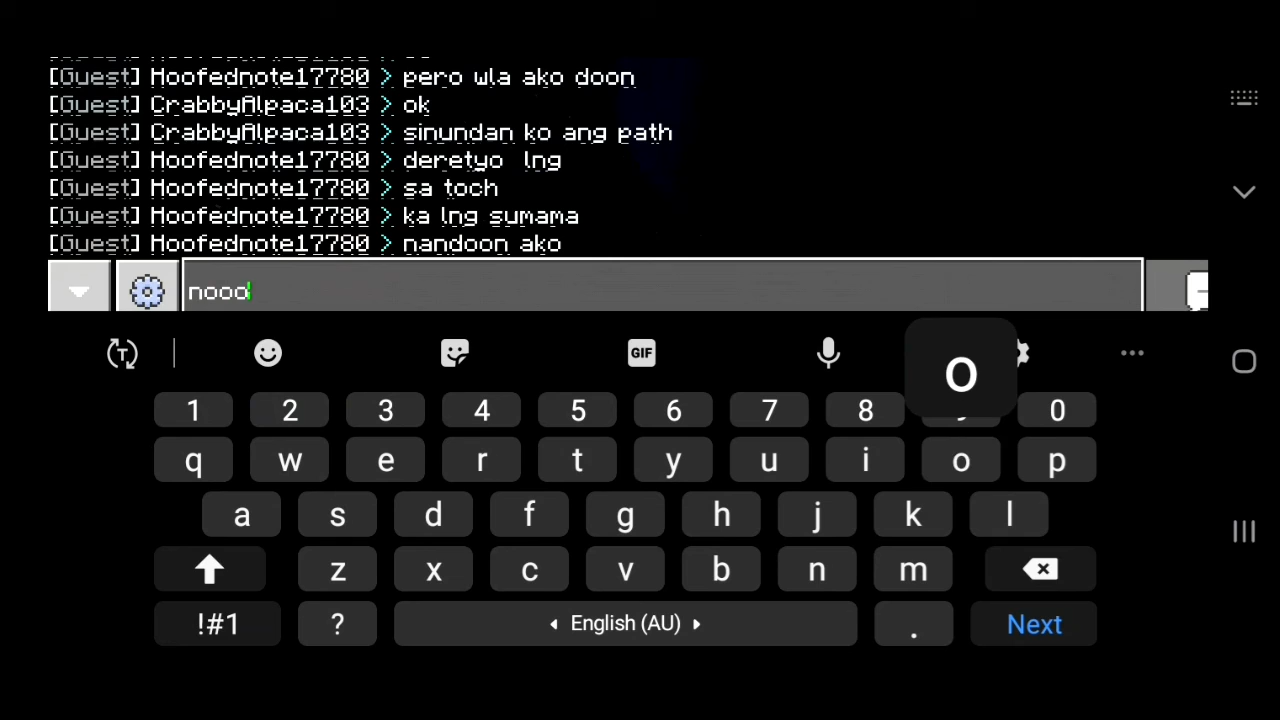 [Guest] Hoofednote17780 > pero wla ako doon
[Guest] CrabbyAlpaca103 > ok
[Guest] CrabbyAlpaca103 > sinundan ko ang path
[Guest] Hoofednote17780 > deretyo lng
[Guest] Hoofednote17780 > sa toch
[Guest] Hoofednote17780 > ka lng sumama
[Guest] Hoofednote17780 > nandoon ako
nooo
T GIF o
1 2 3 4 5 6 7 8 9 0
q w e r t y u i o p
a s d f g h j k l
z x c v b n m
!#1 ? English (AU) . Next